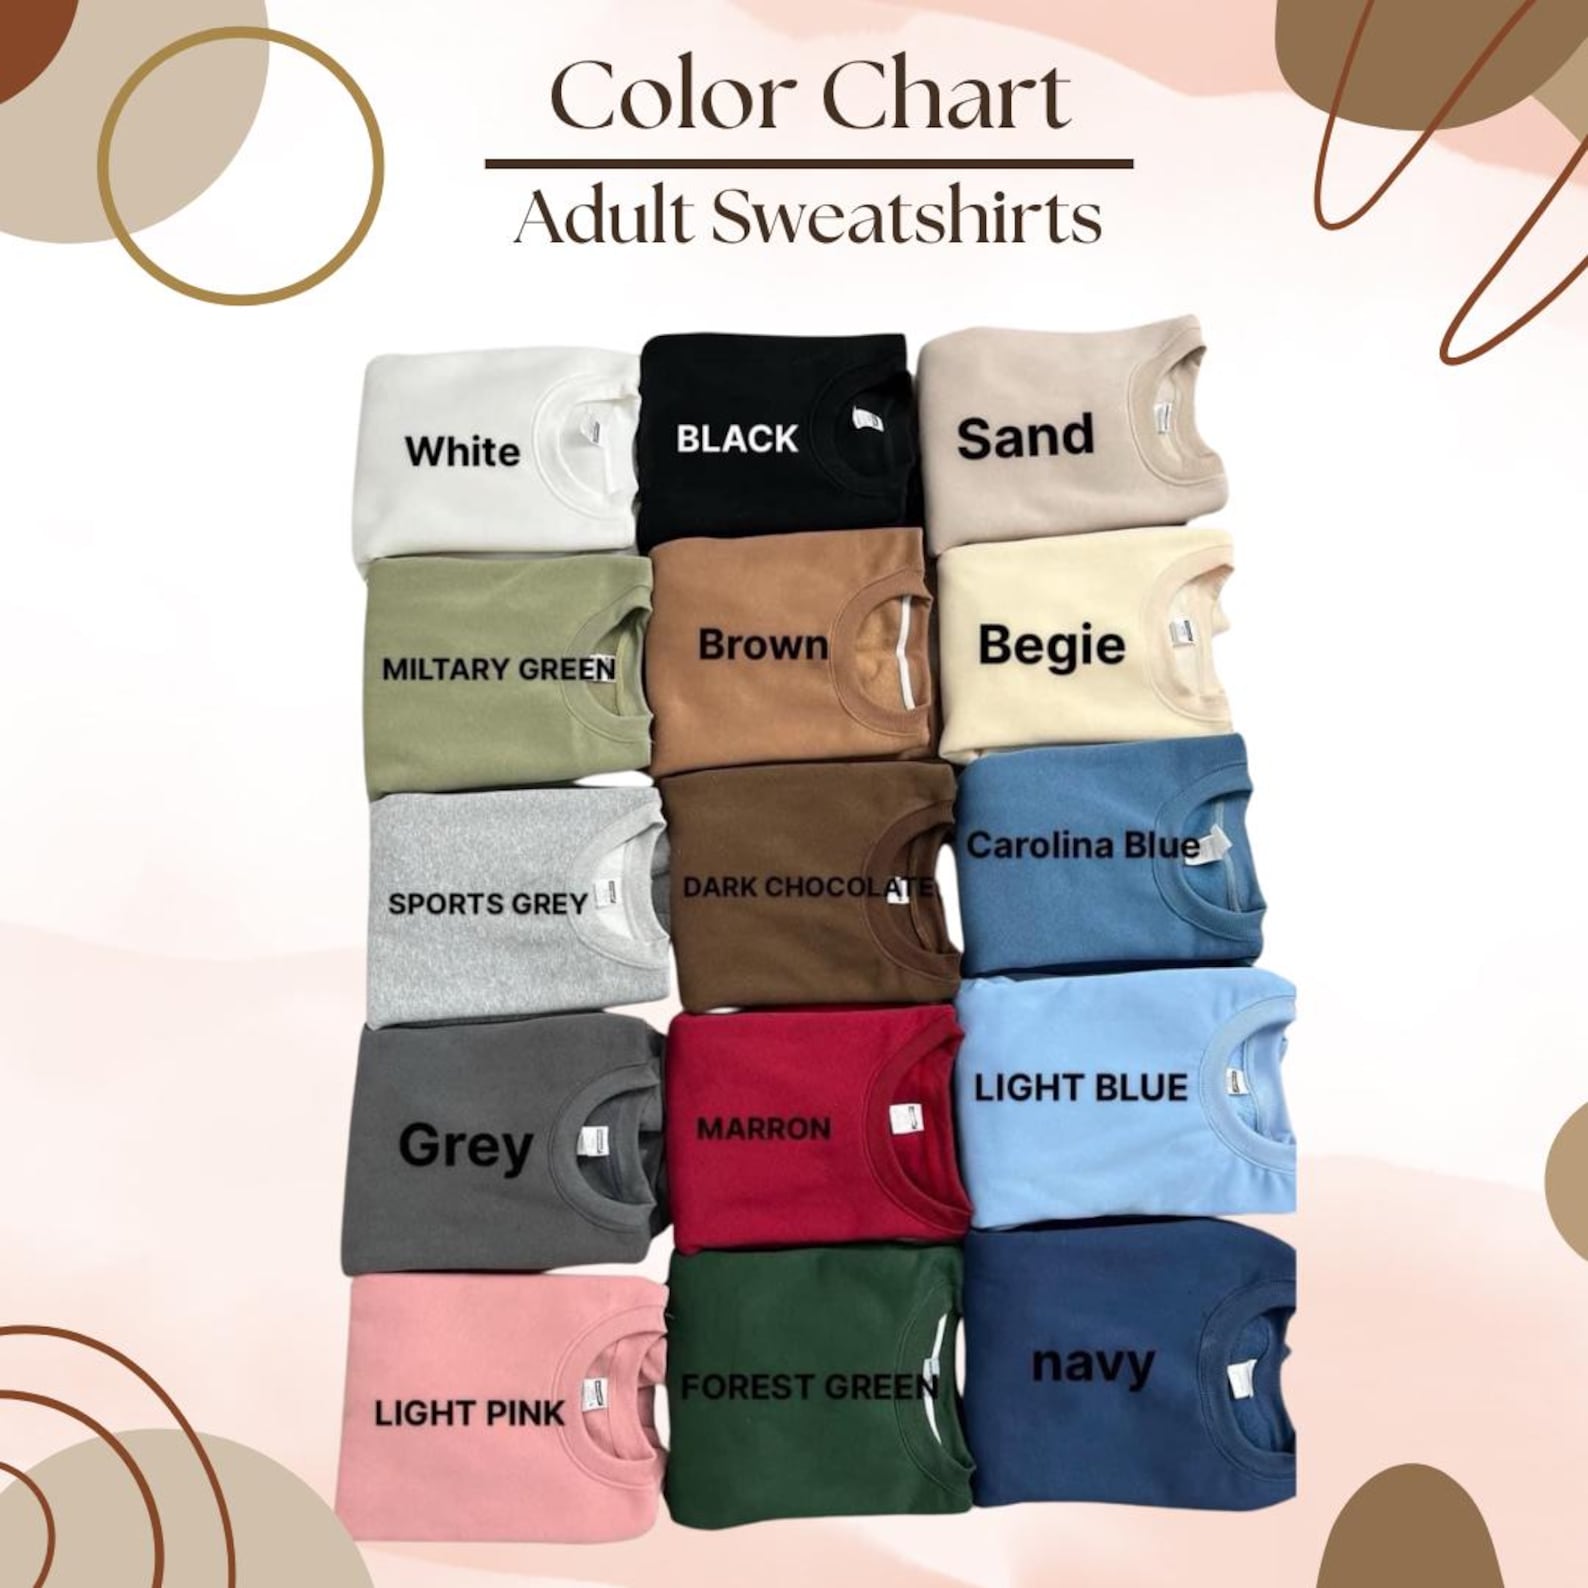 Color Chart
Adult Sweatshirts
White
BLACK
Sand
MILTARY GREEN
Brown
Begie
SPORTS GREY
DARK CHOCOLATE
Carolina Blue
Grey
MARRON
LIGHT BLUE
LIGHT PINK
FOREST GREEN
navy